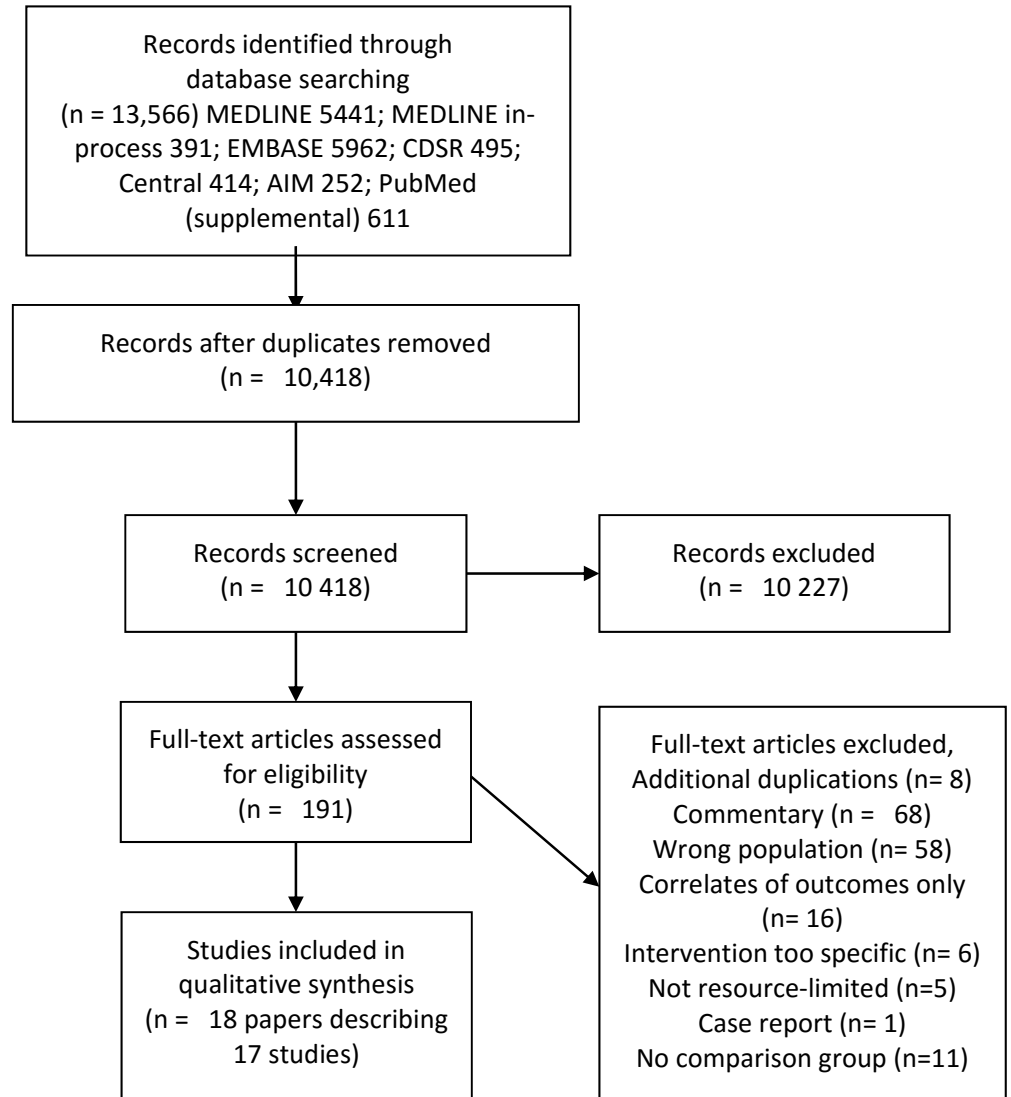 Records identified through
database searching
(n = 13,566) MEDLINE 5441; MEDLINE in-
process 391; EMBASE 5962; CDSR 495;
Central 414; AIM 252; PubMed
(supplemental) 611
Records after duplicates removed
(n = 10,418)
Records screened
(n = 10 418)
Records excluded
(n = 10 227)
Full-text articles assessed
for eligibility
(n = 191)
Full-text articles excluded,
Additional duplications (n= 8)
Commentary (n = 68)
Wrong population (n= 58)
Correlates of outcomes only
(n= 16)
Intervention too specific (n= 6)
Not resource-limited (n=5)
Case report (n= 1)
No comparison group (n=11)
Studies included in
qualitative synthesis
(n = 18 papers describing
17 studies)